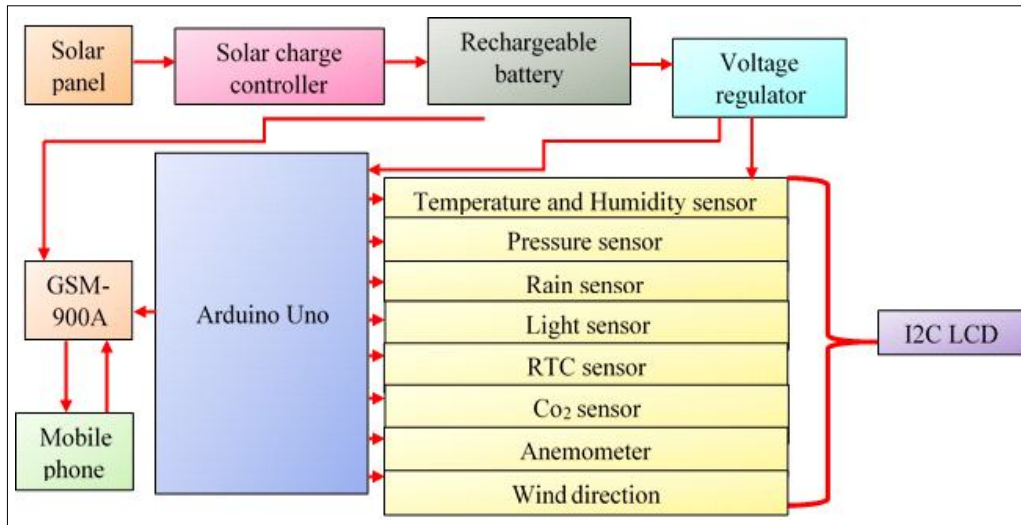 Solar
panel
Solar charge
controller
Rechargeable
battery
Voltage
regulator
Temperature and Humidity sensor
Pressure sensor
Rain sensor
GSM-
900A
Arduino Uno
Light sensor
I2C LCD
RTC sensor
Co₂ sensor
Mobile
phone
Anemometer
Wind direction